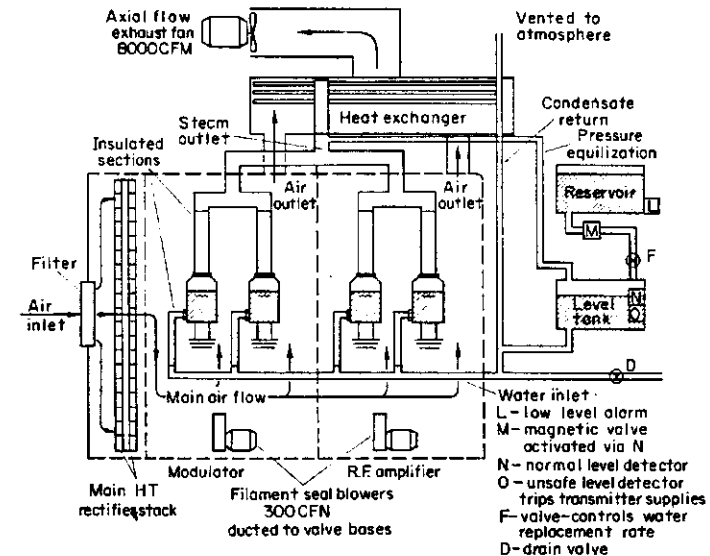 Axial flow
exhaust fan
8000CFM
Vented to
atmosphere
Heat exchanger
Condensate
return
Pressure
equilization
Stecm
outlet
Insulated
sections
Air
outlet
Air
outlet
Reservoir
L
M
F
Filter
Air
inlet
N
O
Level
tank
D
Main air flow
Water inlet
L-low level alarm
M-magnetic valve
activated via N
N-normal level detector
O-unsafe level detector
trips transmitter supplies
F-valve-controls water
replacement rate
D-drain valve
Modulator
R.F. amplifier
Main HT
rectifier stack
Filament seal blowers
300CFN
ducted to valve bases